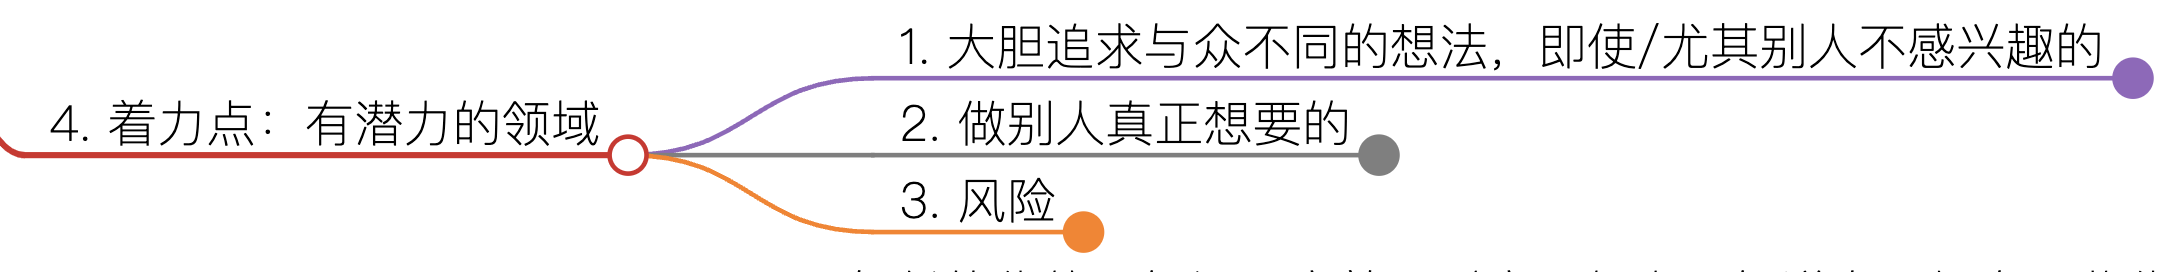 1. 大胆追求与众不同的想法，即使/尤其别人不感兴趣的
4. 着力点：有潜力的领域
2. 做别人真正想要的
3. 风险